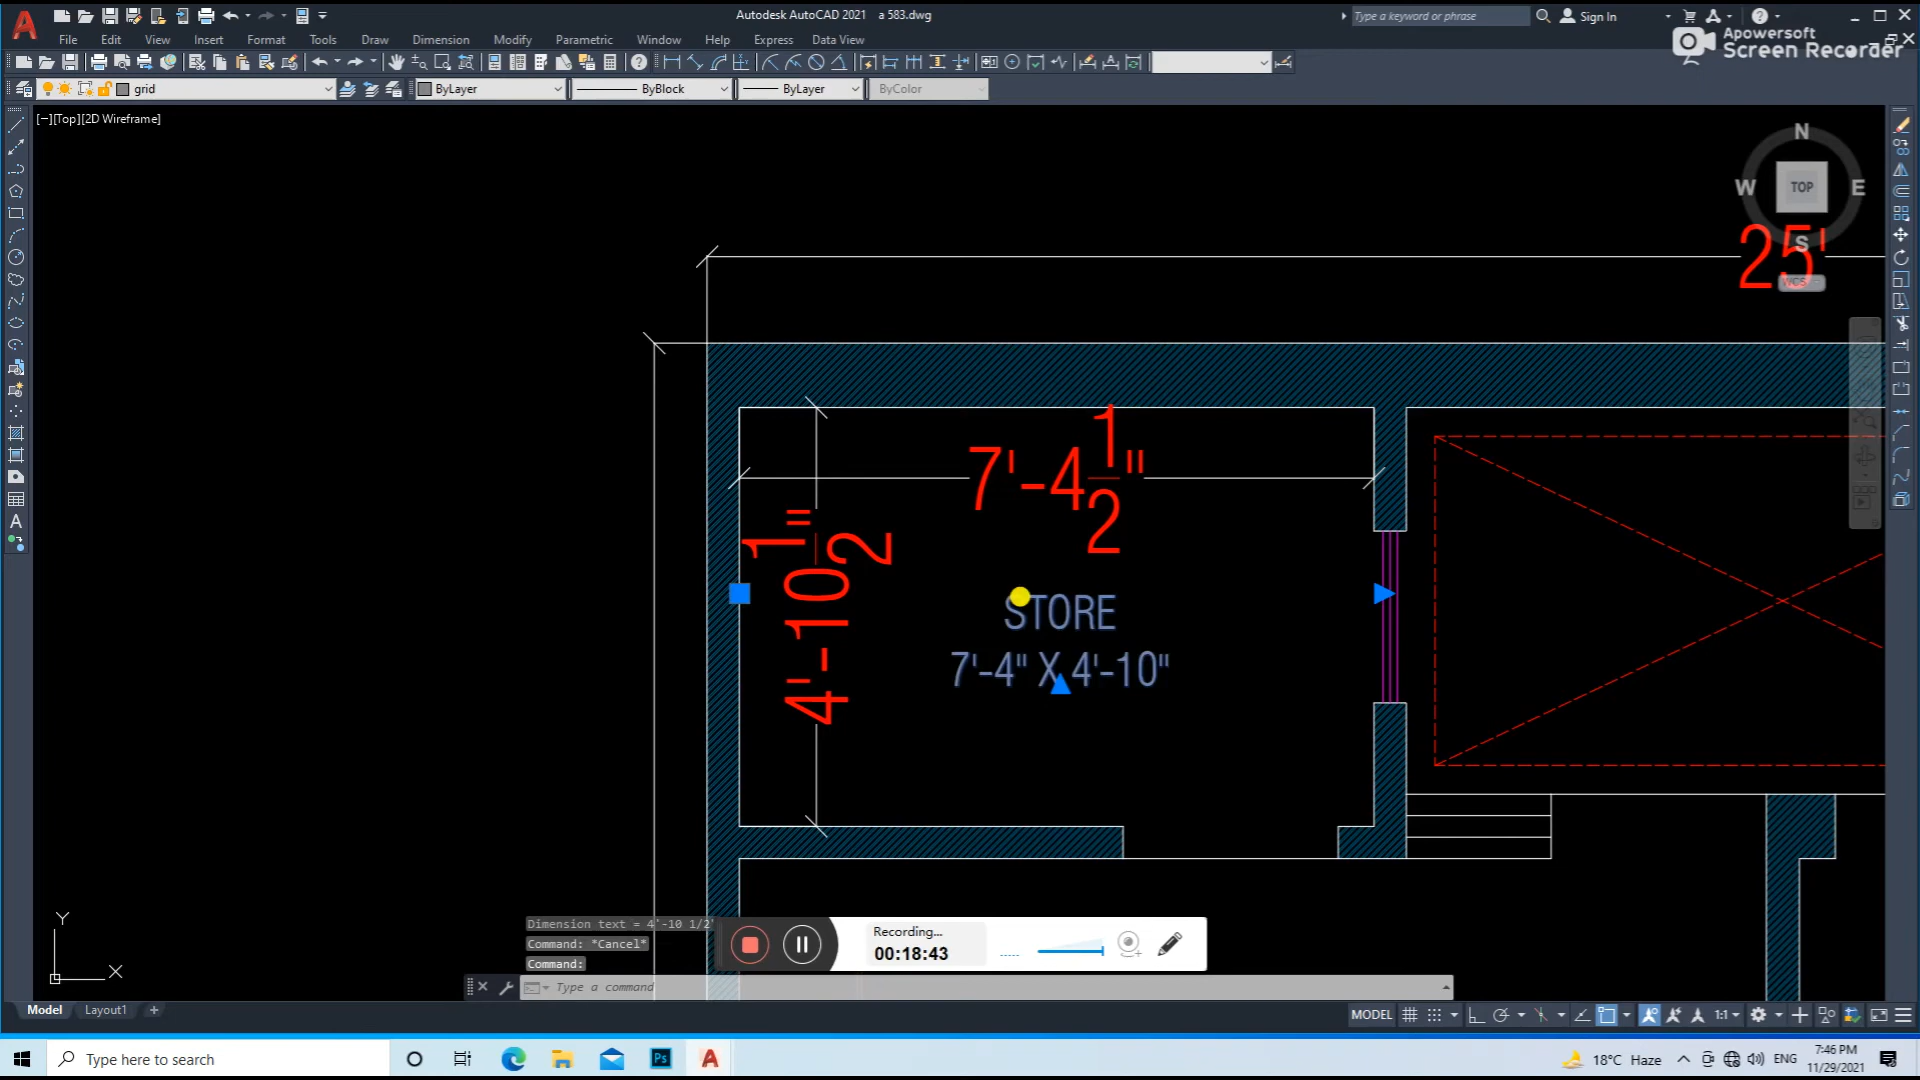 Autodesk AutoCAD 2021 a 583.dwg
Type a keyword or phrase
Sign In
File Edit View Insert Format Tools Draw Dimension Modify Parametric Window Help Express Data View
Apowersoft
Screen Recorder
grid
ByLayer
ByBlock
ByLayer
ByColor
[−][Top][2D Wireframe]
N
W TOP E
S
WCS
25'
7'-4 1/2"
4'-10 1/2"
STORE
7'-4" X 4'-10"
Y
X
Dimension text = 4'-10 1/2"
Command: *Cancel*
Command:
Recording...
00:18:43
Type a command
Model Layout1 +
MODEL
1:1
Type here to search
Ps
18°C Haze
ENG
7:46 PM
11/29/2021